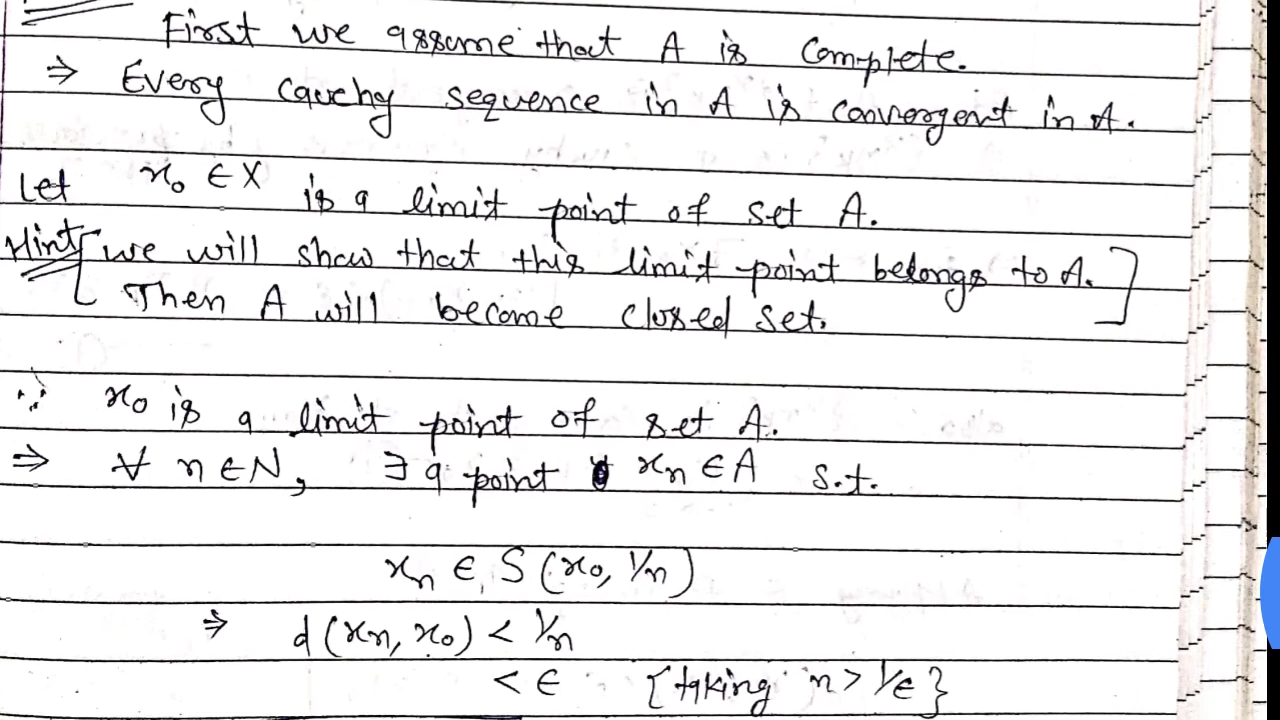 First we assume that A is complete.
⇒ Every cauchy sequence in A is convergent in A.
Let x₀ ∈ X is a limit point of set A.
Hint [we will show that this limit point belongs to A.
Then A will become closed set.]
∵ x₀ is a limit point of set A.
⇒ ∀ n ∈ N, ∃ a point xₙ ∈ A s.t.
xₙ ∈ S (x₀, 1/n)
⇒ d (xₙ, x₀) < 1/n
< ϵ {taking n > 1/ϵ}